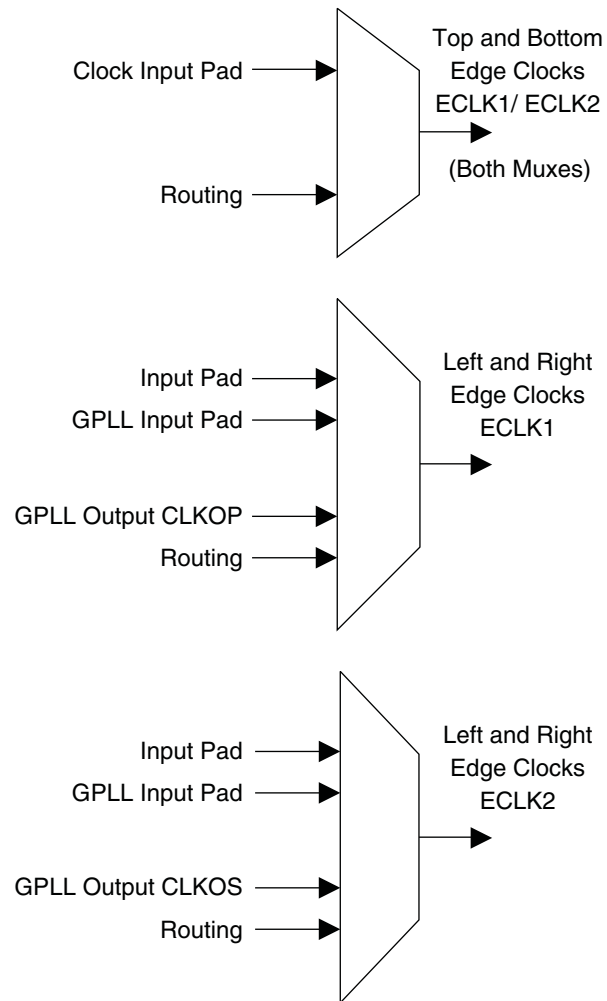 Clock Input Pad
Routing
Top and Bottom
Edge Clocks
ECLK1/ ECLK2
(Both Muxes)
Input Pad
GPLL Input Pad
GPLL Output CLKOP
Routing
Left and Right
Edge Clocks
ECLK1
Input Pad
GPLL Input Pad
GPLL Output CLKOS
Routing
Left and Right
Edge Clocks
ECLK2